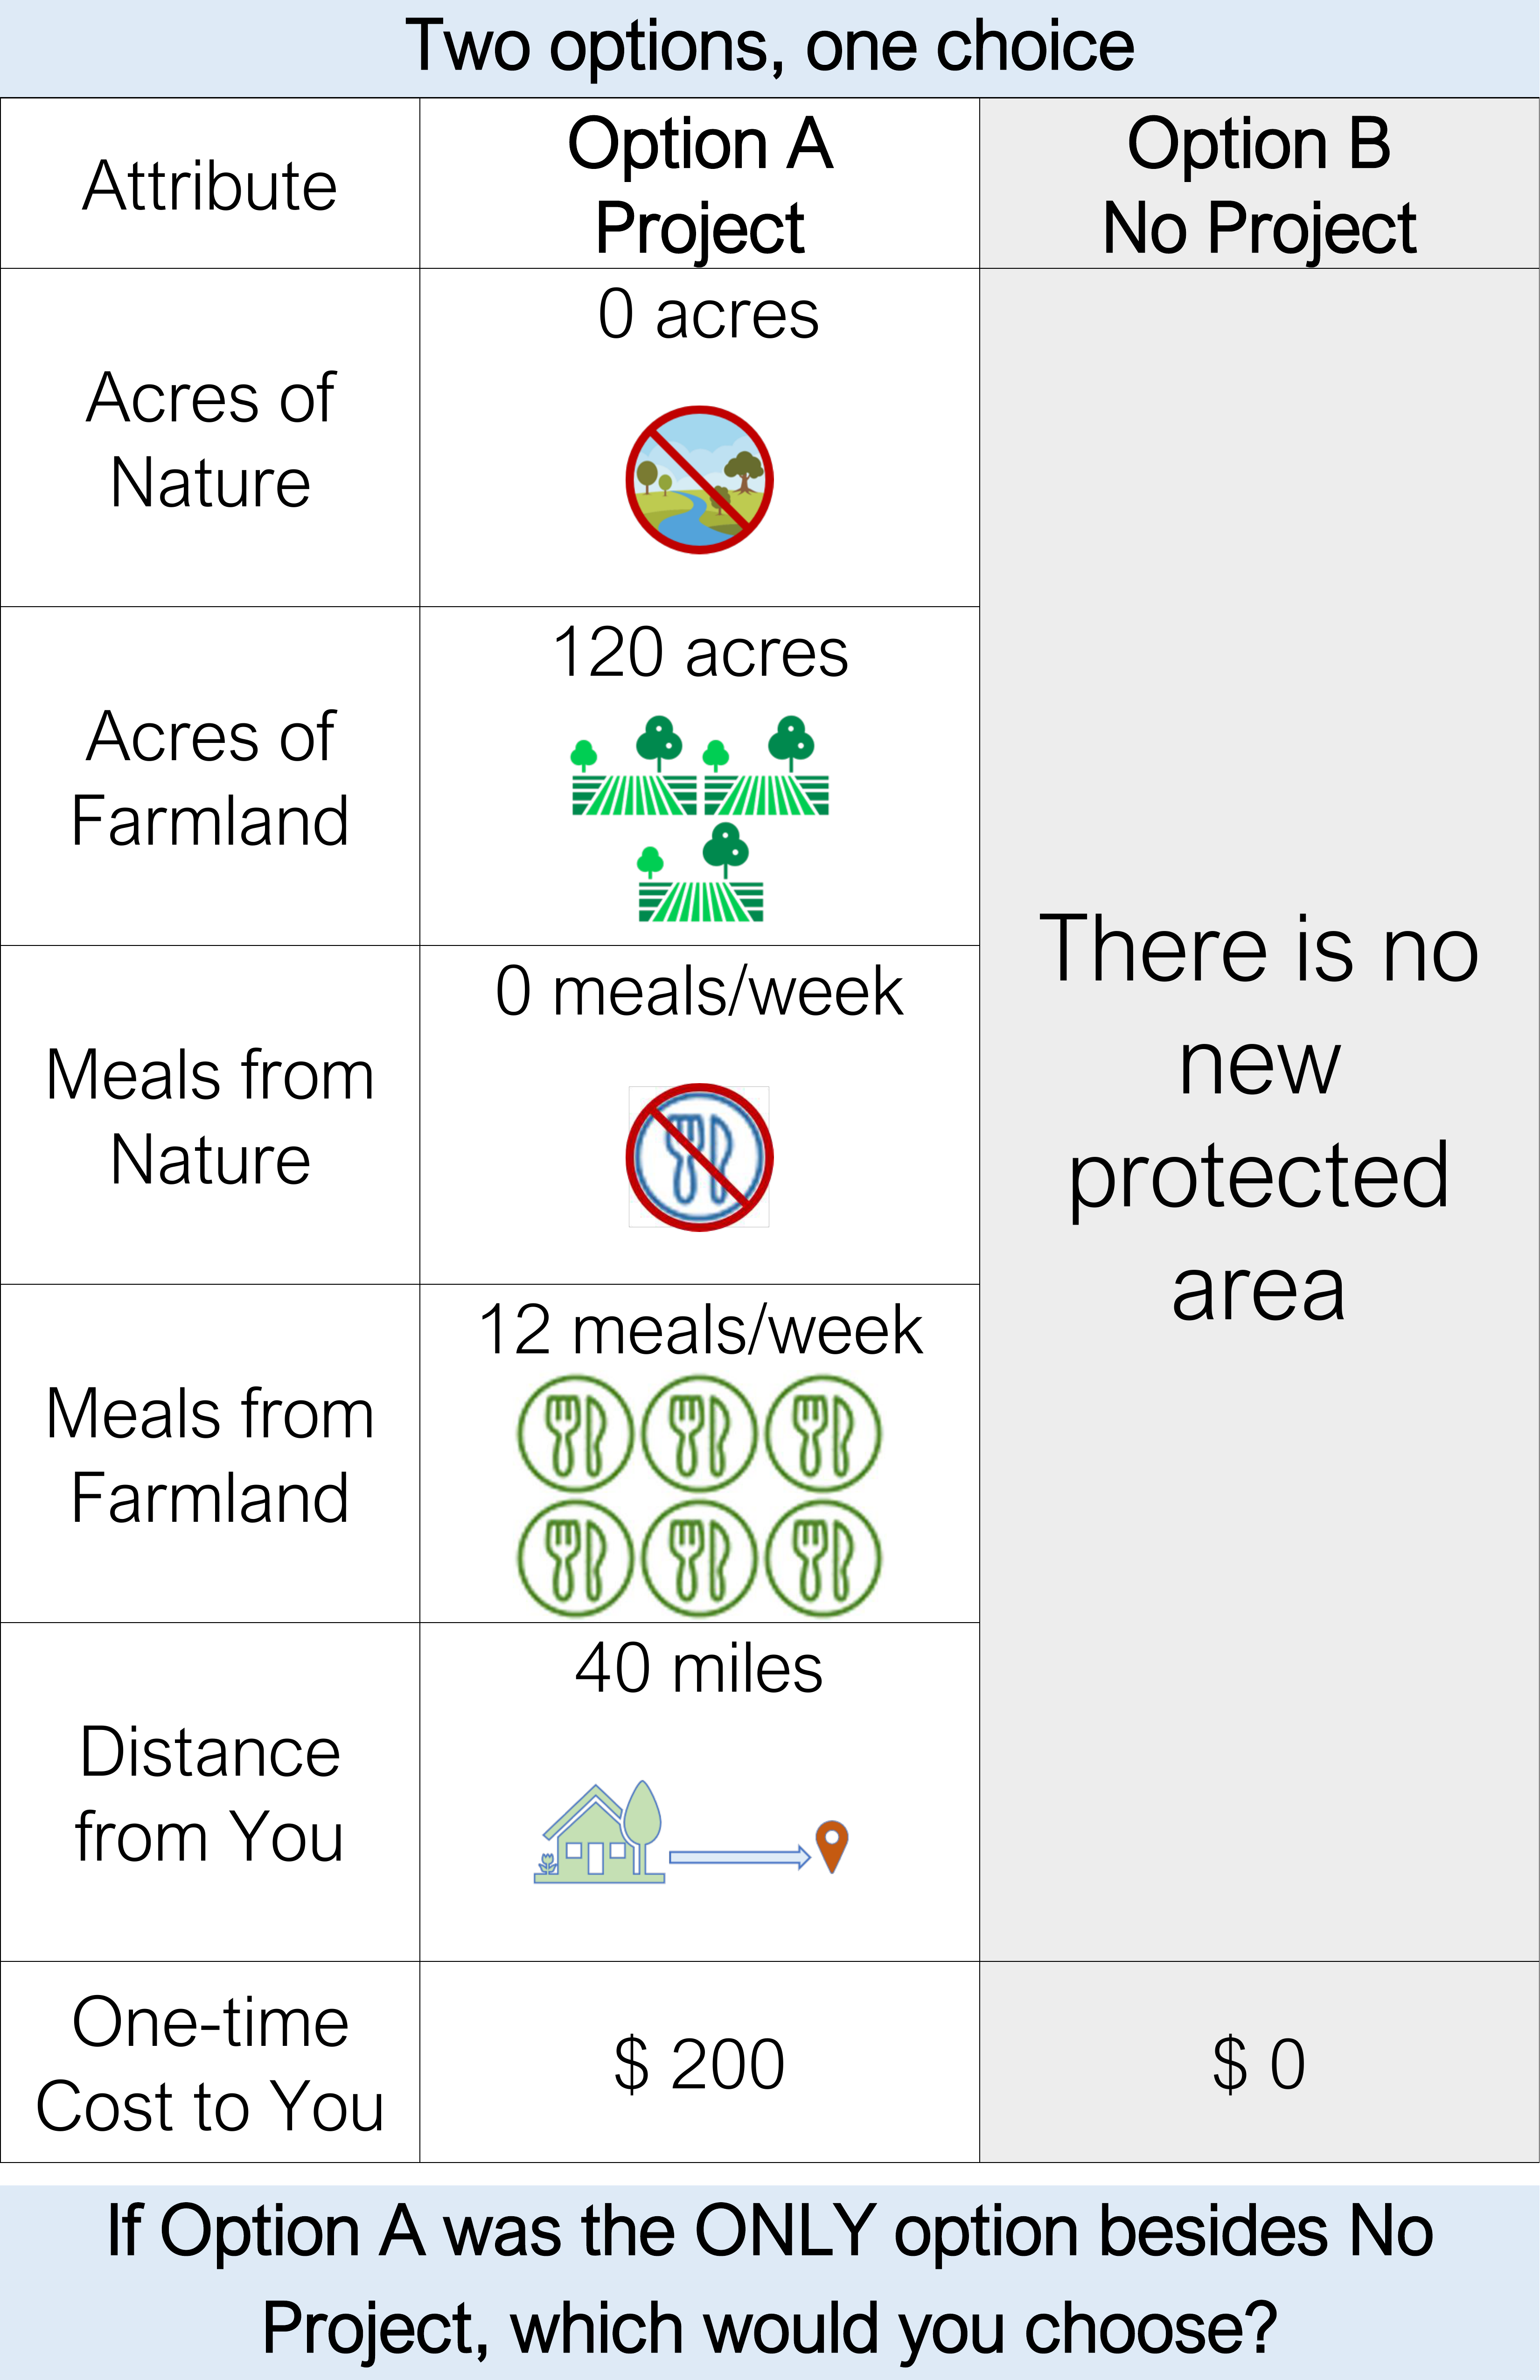 Two options, one choice
Attribute
Option A
Project
Option B
No Project
Acres of
Nature
0 acres
Acres of
Farmland
120 acres
Meals from
Nature
0 meals/week
Meals from
Farmland
12 meals/week
Distance
from You
40 miles
There is no
new
protected
area
One-time
Cost to You
$ 200
$ 0
If Option A was the ONLY option besides No
Project, which would you choose?